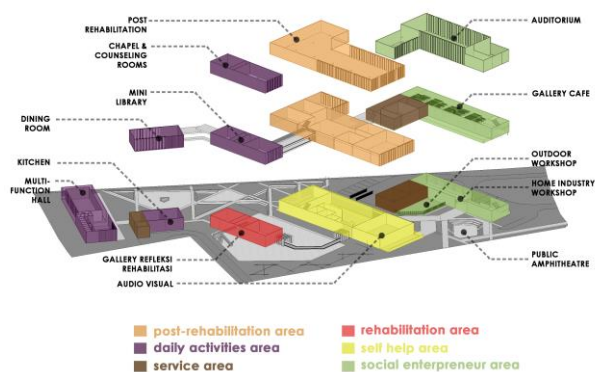 POST
REHABILITATION
CHAPEL &
COUNSELING
ROOMS
MINI
LIBRARY
DINING
ROOM
KITCHEN
MULTI-
FUNCTION
HALL
GALLERY REFLEKSI
REHABILITASI
AUDIO VISUAL
AUDITORIUM
GALLERY CAFE
OUTDOOR
WORKSHOP
HOME INDUSTRY
WORKSHOP
PUBLIC
AMPHITHEATRE
post-rehabilitation area
daily activities area
service area
rehabilitation area
self help area
social enterpreneur area